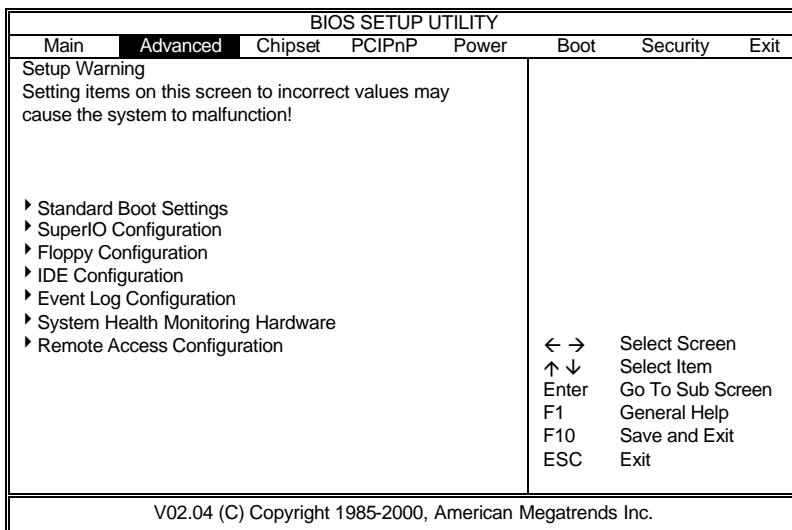 BIOS SETUP UTILITY
Main Advanced Chipset PCIPnP Power Boot Security Exit
Setup Warning
Setting items on this screen to incorrect values may
cause the system to malfunction!
Standard Boot Settings
SuperIO Configuration
Floppy Configuration
IDE Configuration
Event Log Configuration
System Health Monitoring Hardware
Remote Access Configuration
← → Select Screen
↑ ↓ Select Item
Enter Go To Sub Screen
F1 General Help
F10 Save and Exit
ESC Exit
V02.04 (C) Copyright 1985-2000, American Megatrends Inc.